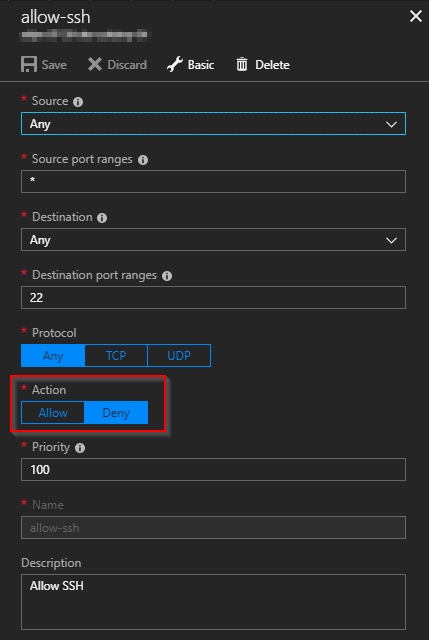 allow-ssh
Save Discard Basic Delete
* Source
Any
* Source port ranges
*
* Destination
Any
* Destination port ranges
22
* Protocol
Any TCP UDP
* Action
Allow Deny
* Priority
100
* Name
allow-ssh
Description
Allow SSH